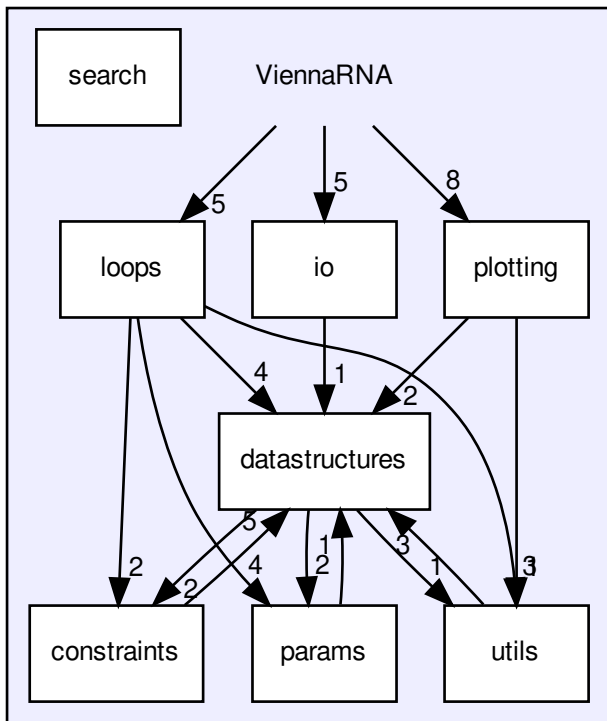 search
ViennaRNA
5
5
8
loops
io
plotting
4
1
2
datastructures
5
2
4
1
2
3
1
2
3
constraints
params
utils